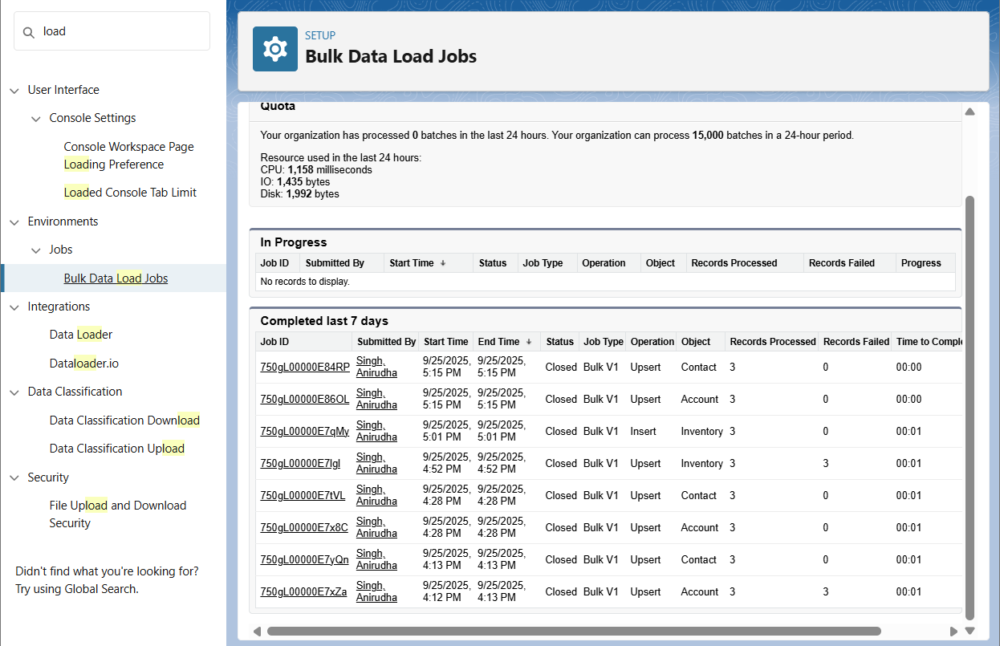 load
User Interface
Console Settings
Console Workspace Page
Loading Preference
Loaded Console Tab Limit
Environments
Jobs
Bulk Data Load Jobs
Integrations
Data Loader
Dataloader.io
Data Classification
Data Classification Download
Data Classification Upload
Security
File Upload and Download
Security
Didn't find what you're looking for?
Try using Global Search.
SETUP
Bulk Data Load Jobs
Quota
Your organization has processed 0 batches in the last 24 hours. Your organization can process 15,000 batches in a 24-hour period.
Resource used in the last 24 hours:
CPU: 1,158 milliseconds
IO: 1,435 bytes
Disk: 1,992 bytes
In Progress
Job ID Submitted By Start Time Status Job Type Operation Object Records Processed Records Failed Progress
No records to display.
Completed last 7 days
Job ID Submitted By Start Time End Time Status Job Type Operation Object Records Processed Records Failed Time to Comple
750gL00000E84RP Singh, Anirudha 9/25/2025, 5:15 PM 9/25/2025, 5:15 PM Closed Bulk V1 Upsert Contact 3 0 00:00
750gL00000E86OL Singh, Anirudha 9/25/2025, 5:15 PM 9/25/2025, 5:15 PM Closed Bulk V1 Upsert Account 3 0 00:00
750gL00000E7qMy Singh, Anirudha 9/25/2025, 5:01 PM 9/25/2025, 5:01 PM Closed Bulk V1 Insert Inventory 3 0 00:01
750gL00000E7lgI Singh, Anirudha 9/25/2025, 4:52 PM 9/25/2025, 4:52 PM Closed Bulk V1 Upsert Inventory 3 3 00:01
750gL00000E7tVL Singh, Anirudha 9/25/2025, 4:28 PM 9/25/2025, 4:28 PM Closed Bulk V1 Upsert Contact 3 0 00:01
750gL00000E7x8C Singh, Anirudha 9/25/2025, 4:28 PM 9/25/2025, 4:28 PM Closed Bulk V1 Upsert Account 3 0 00:01
750gL00000E7yQn Singh, Anirudha 9/25/2025, 4:13 PM 9/25/2025, 4:13 PM Closed Bulk V1 Upsert Contact 3 0 00:01
750gL00000E7xZa Singh, Anirudha 9/25/2025, 4:12 PM 9/25/2025, 4:13 PM Closed Bulk V1 Upsert Account 3 3 00:01